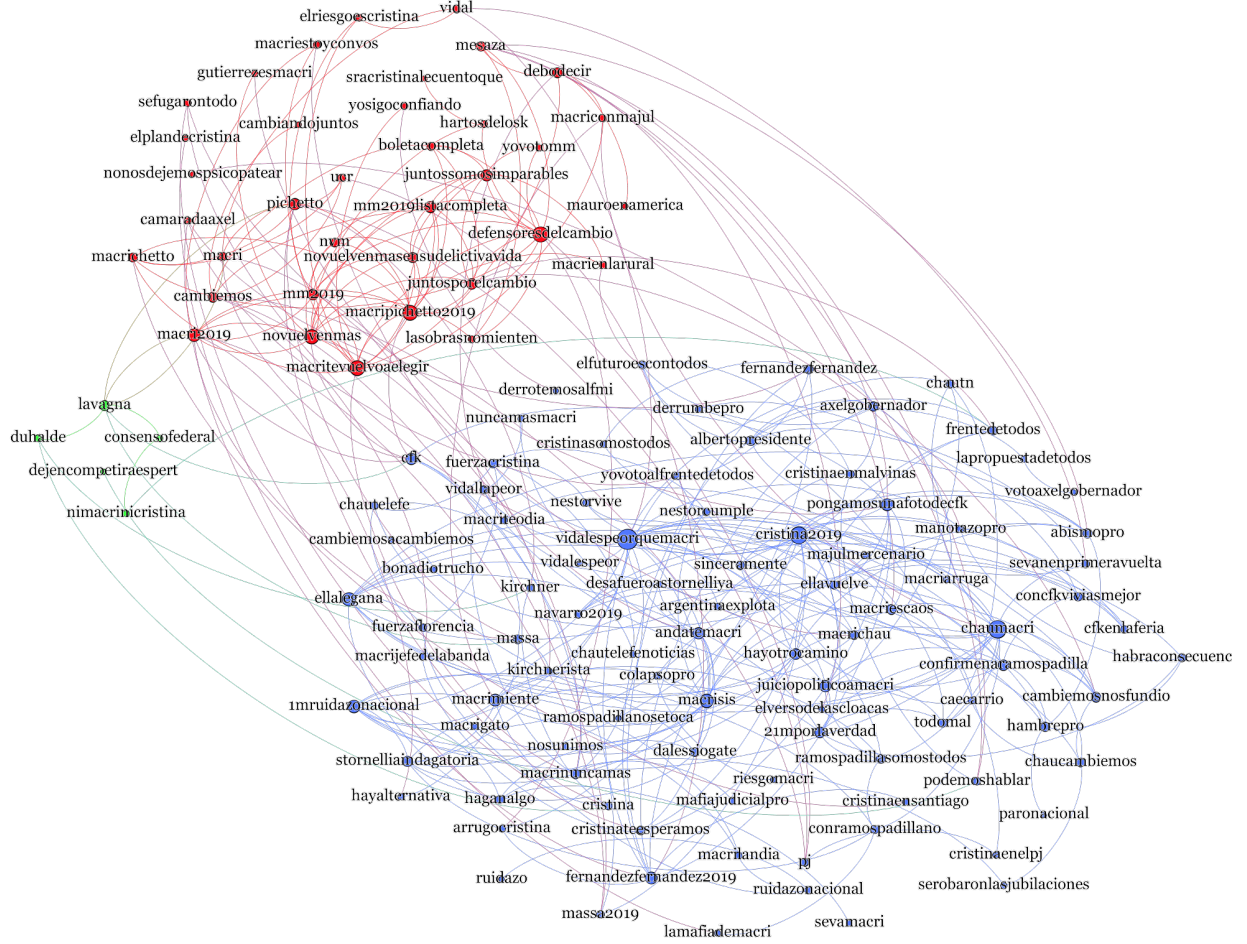 vidal
elriesgoescristina
macriestoyconvos
mesaza
gutierrezesmacri
sracristinalecuentoque
debodecir
sefugarontodo
yosigoconfiando
cambiandojuntos
hartosdelosk
macriconmajul
elplandecristina
boletacompleta
yovotomm
nonosdejemospsicopatear
ucr
juntossomosimparables
pichetto
mm2019listacompleta
mauroenamerica
camaradaaxel
defensoresdelcambio
nvm
macrichetto
macri
novuelvenmasensudelictivavida
macrienlarural
juntosporelcambio
cambiemos
mm2019
macripichetto2019
macri2019
novuelvenmas
lasobrasnomienten
macritevuelvoaelegir
elfuturoescontodos
fernandezfernandez
derrotemosalfmi
chautn
lavagna
nuncamasmacri
derrumbepro
axelgobernador
duhalde
consensofederal
cristinasomostodos
albertopresidente
frentedetodos
cfk
fuerzacristina
lapropuestadetodos
dejencompetiraespert
yovotoalfrentedetodos
cristinaenmalvinas
vidallapeor
votoaxelgobernador
chautelefe
nestorvive
nestorcumple
pongamosunafotodecfk
nimacrinicristina
macriteodia
manotazopro
abismopro
cambiemosacambiemos
vidalespeorquemacri
cristina2019
majulmercenario
vidalespeor
sinceramente
sevanenprimeravuelta
bonadiotrucho
desafueroastornelliya
ellavuelve
macriarruga
kirchner
ellalegana
argentinaexplota
concfkviviasmejor
navarro2019
macriescaos
fuerzaflorencia
massa
andatemacri
macrichau
chaumacri
cfkenlaferia
macrijefedelabanda
chautelefenoticias
hayotrocamino
habraconsecuenc
kirchnerista
colapsopro
confirmenaramospadilla
juiciopoliticoamacri
1mruidazonacional
macrimiente
macrisis
elversodelascloacas
caecarrio
cambiemosnosfundio
macrigato
ramospadillanosetoca
todomal
hambrepro
21mporlaverdad
nosunimos
dalessiogate
stornelliaindagatoria
ramospadillasomostodos
chaucambiemos
macrinuncamas
riesgomacri
podemoshablar
hayalternativa
haganalgo
cristina
mafiajudicialpro
cristinaensantiago
paronacional
arrugocristina
cristinateesperamos
conramospadillano
macrilandia
pj
cristinaenelpj
ruidazo
fernandezfernandez2019
ruidazonacional
serobaronlasjubilaciones
massa2019
sevamacri
lamafiademacri